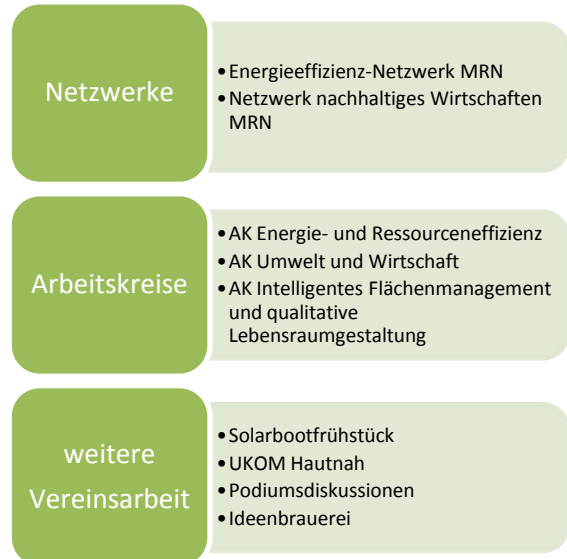 Netzwerke
•Energieeffizienz-Netzwerk MRN
•Netzwerk nachhaltiges Wirtschaften
MRN
Arbeitskreise
•AK Energie- und Ressourceneffizienz
•AK Umwelt und Wirtschaft
•AK Intelligentes Flächenmanagement
und qualitative
Lebensraumgestaltung
weitere
Vereinsarbeit
•Solarbootfrühstück
•UKOM Hautnah
•Podiumsdiskussionen
•Ideenbrauerei